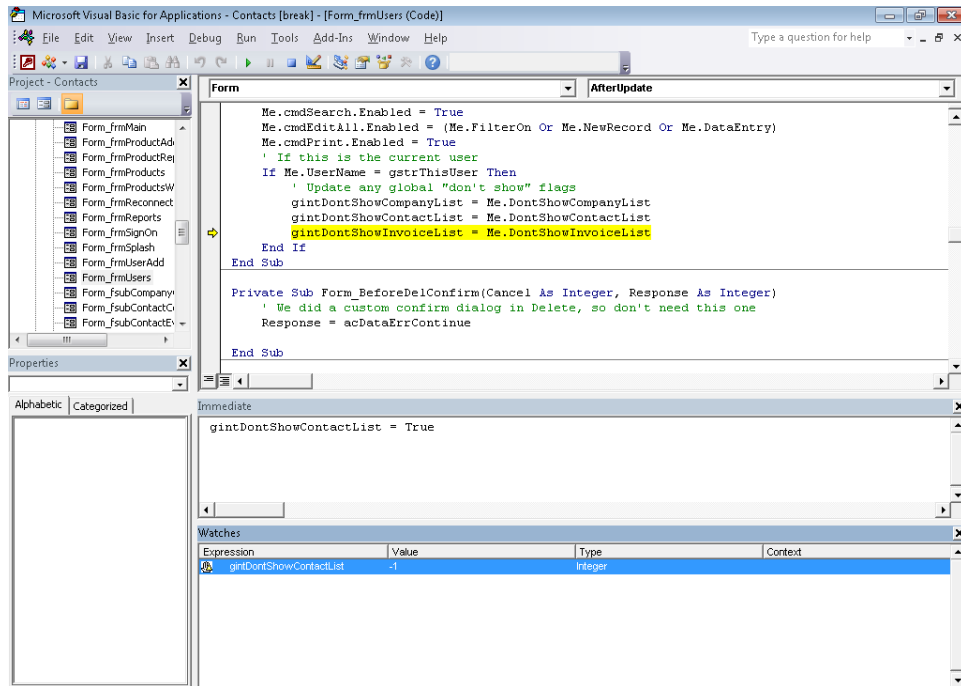 Microsoft Visual Basic for Applications - Contacts [break] - [Form_frmUsers (Code)]
File Edit View Insert Debug Run Tools Add-Ins Window Help
Type a question for help
Project - Contacts
Form_frmMain
Form_frmProductAd
Form_frmProductRe
Form_frmProducts
Form_frmProductsW
Form_frmReconnect
Form_frmReports
Form_frmSignOn
Form_frmSplash
Form_frmUserAdd
Form_frmUsers
Form_fsubCompany
Form_fsubContactC
Form_fsubContactE
Properties
Alphabetic Categorized
Form AfterUpdate
Me.cmdSearch.Enabled = True
Me.cmdEditAll.Enabled = (Me.FilterOn Or Me.NewRecord Or Me.DataEntry)
Me.cmdPrint.Enabled = True
' If this is the current user
If Me.UserName = gstrThisUser Then
' Update any global "don't show" flags
gintDontShowCompanyList = Me.DontShowCompanyList
gintDontShowContactList = Me.DontShowContactList
gintDontShowInvoiceList = Me.DontShowInvoiceList
End If
End Sub
Private Sub Form_BeforeDelConfirm(Cancel As Integer, Response As Integer)
' We did a custom confirm dialog in Delete, so don't need this one
Response = acDataErrContinue
End Sub
Immediate
gintDontShowContactList = True
Watches
Expression Value Type Context
gintDontShowContactList -1 Integer